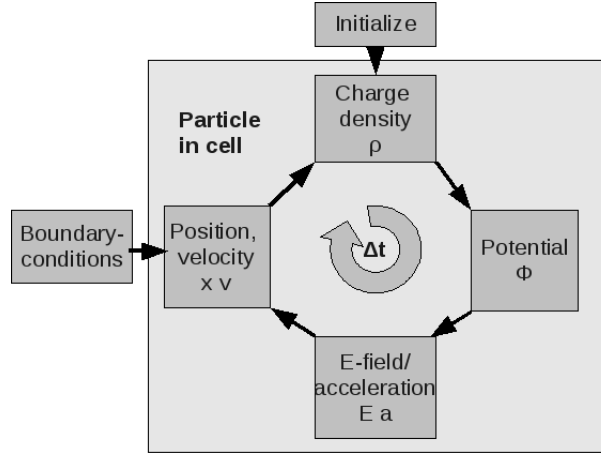 Initialize
Particle
in cell
Charge
density
ρ
Boundary-
conditions
Position,
velocity
x v
Δt
Potential
Φ
E-field/
acceleration
E a